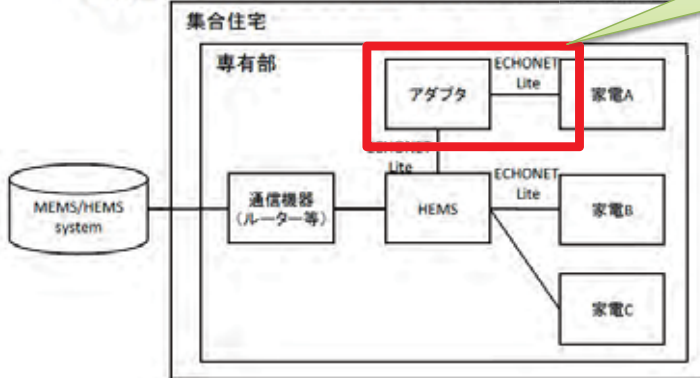 集合住宅
専有部
アダプタ
ECHONET
Lite
家電A
ECHONET
Lite
MEMS/HEMS
system
通信機器
(ルーター等)
HEMS
ECHONET
Lite
家電B
家電C